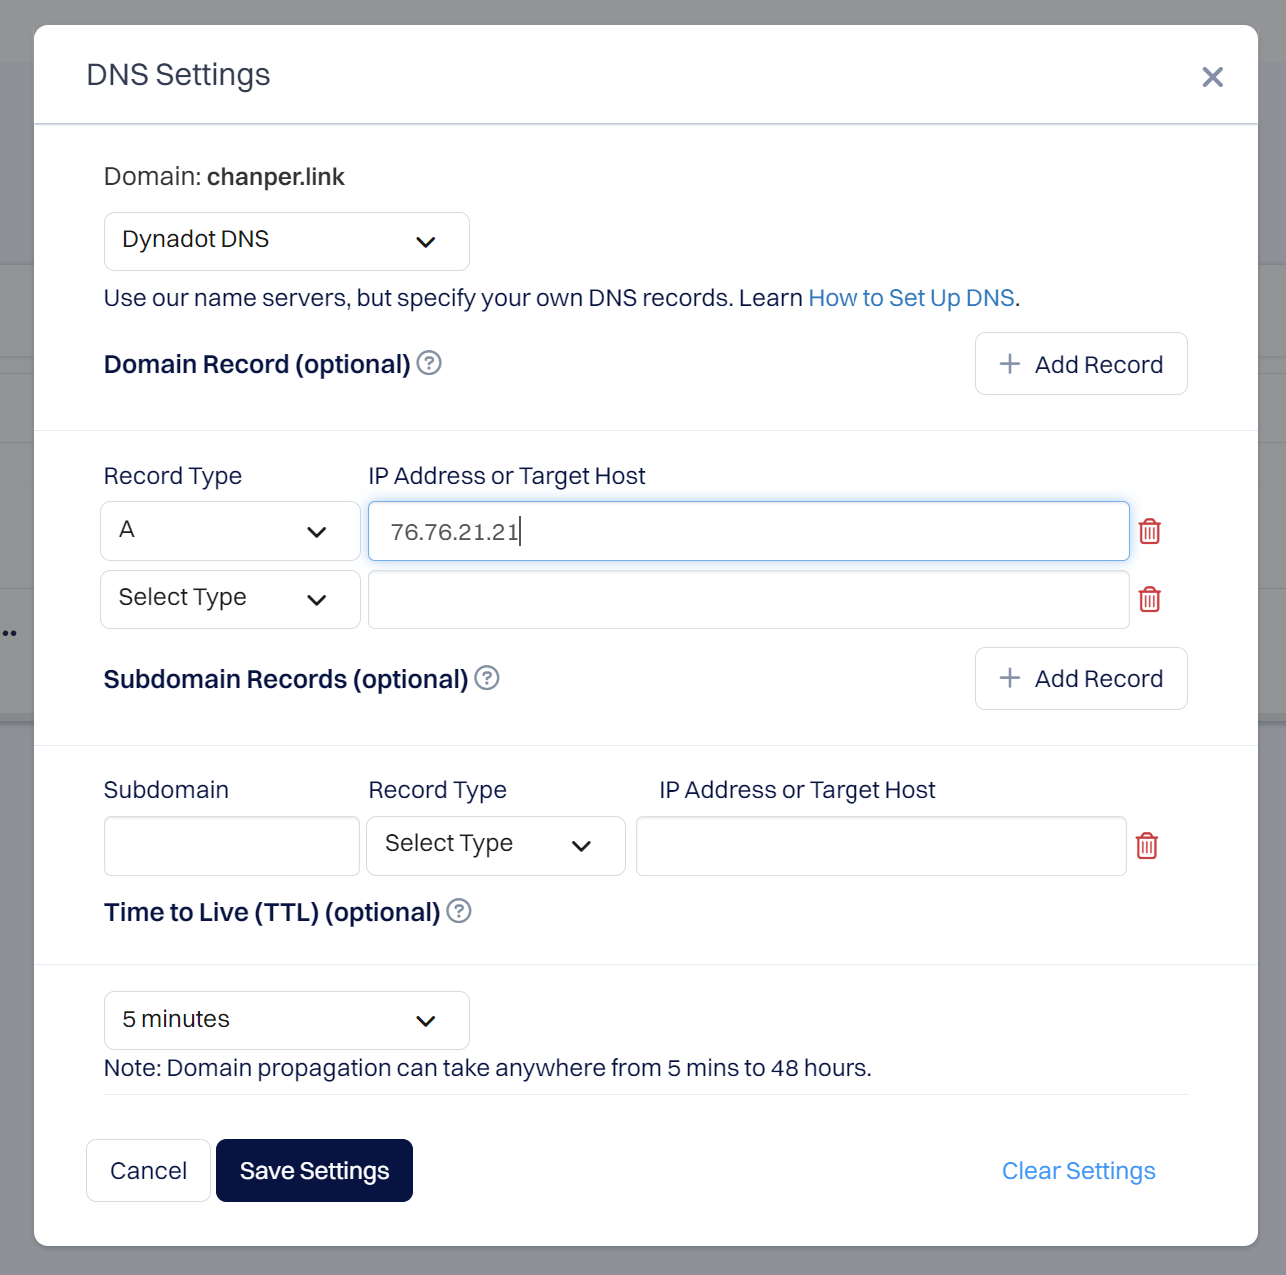 DNS Settings
Domain: chanper.link
Dynadot DNS
Use our name servers, but specify your own DNS records. Learn How to Set Up DNS.
Domain Record (optional) ?
+ Add Record
Record Type IP Address or Target Host
A 76.76.21.21
Select Type
Subdomain Records (optional) ?
+ Add Record
Subdomain Record Type IP Address or Target Host
Select Type
Time to Live (TTL) (optional) ?
5 minutes
Note: Domain propagation can take anywhere from 5 mins to 48 hours.
Cancel Save Settings Clear Settings